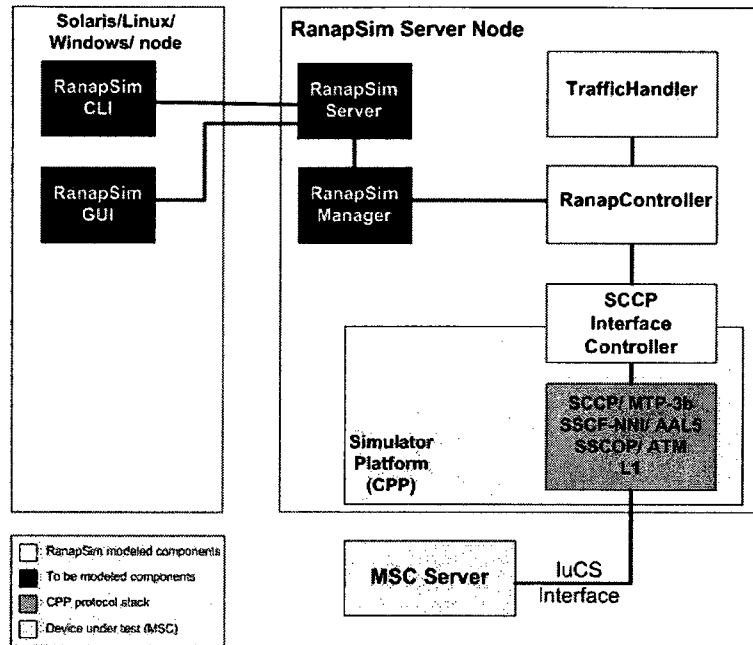 Solaris/Linux/
Windows/ node
RanapSim
CLI
RanapSim
GUI
RanapSim Server Node
RanapSim
Server
RanapSim
Manager
TrafficHandler
RanapController
SCCP
Interface
Controller
SCCP/ MTP-3b
SSCF-NNI/ AAL5
SSCOP/ ATM
L1
Simulator
Platform
(CPP)
MSC Server
IuCS
Interface
: RanapSim modeled components
: To be modeled components
: CPP protocol stack
: Device under test (MSC)